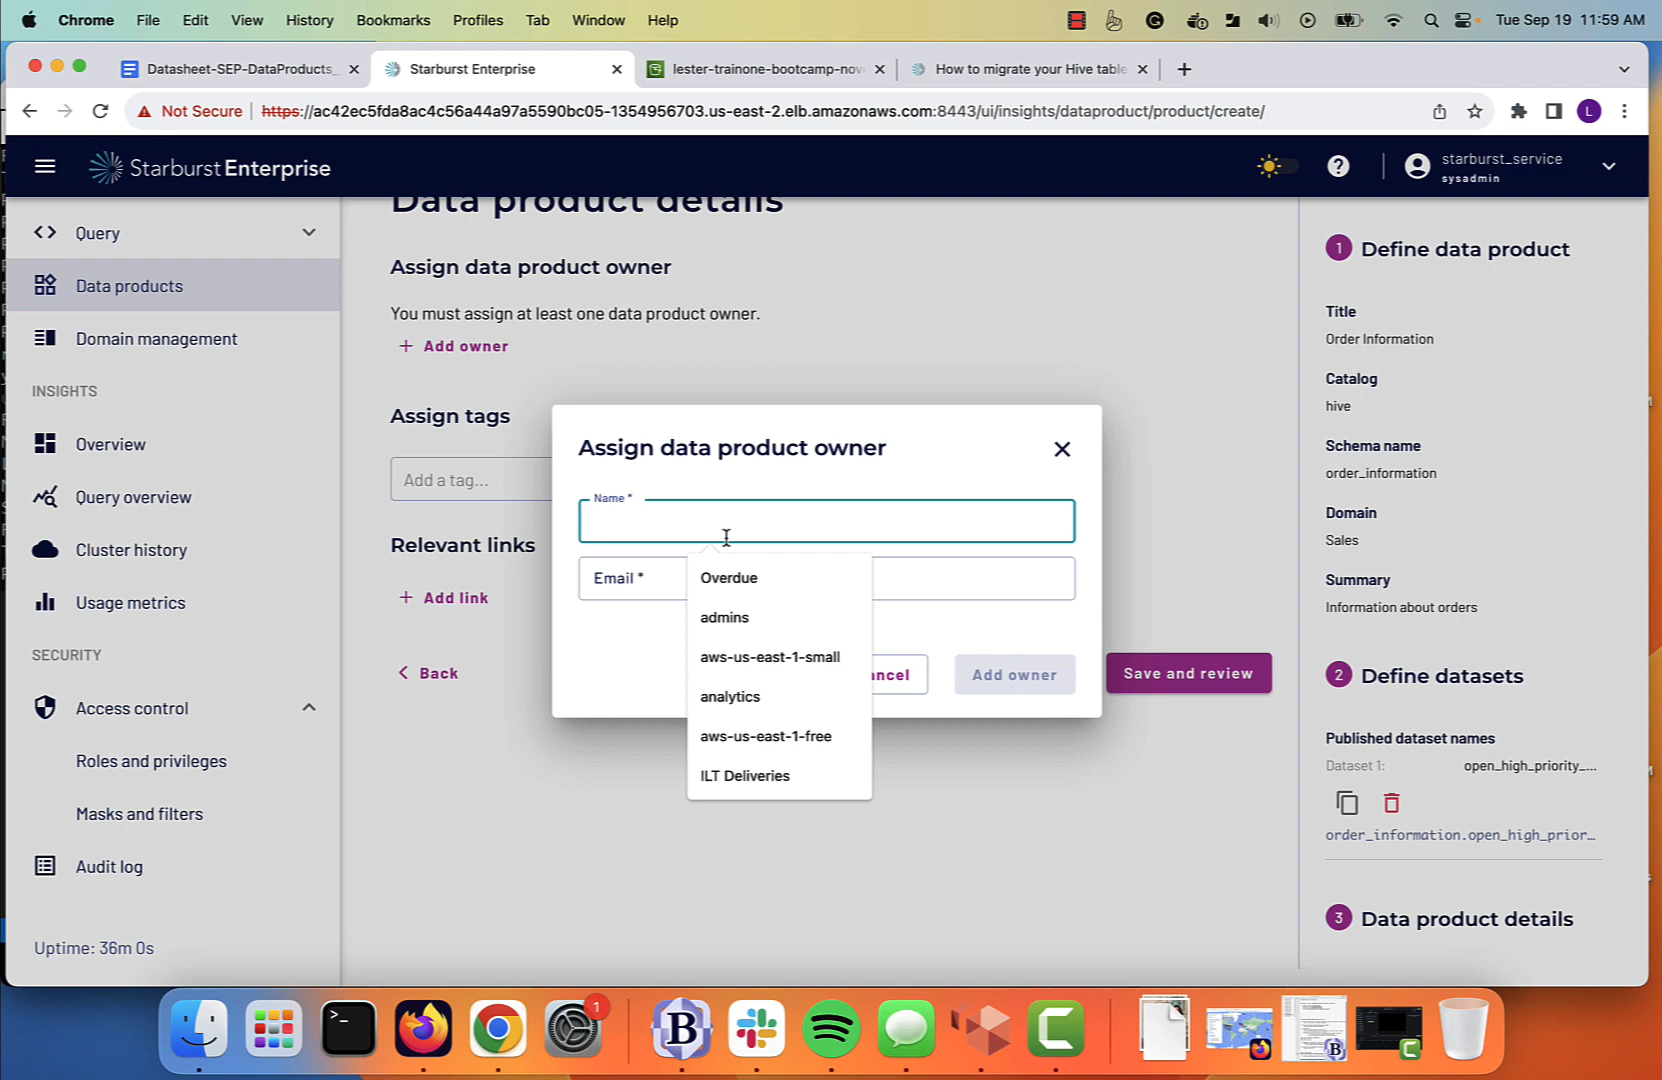 Chrome File Edit View History Bookmarks Profiles Tab Window Help Tue Sep 19 11:59 AM
Datasheet-SEP-DataProducts_ Starburst Enterprise lester-trainone-bootcamp-nov How to migrate your Hive table
Not Secure https://ac42ec5fda8ac4c56a44a97a5590bc05-1354956703.us-east-2.elb.amazonaws.com:8443/ui/insights/dataproduct/product/create/
Starburst Enterprise
starburst_service
sysadmin
Query
Data products
Domain management
INSIGHTS
Overview
Query overview
Cluster history
Usage metrics
SECURITY
Access control
Roles and privileges
Masks and filters
Audit log
Uptime: 36m 0s
Data product details
Assign data product owner
You must assign at least one data product owner.
+ Add owner
Assign tags
Add a tag...
Relevant links
+ Add link
Back
Save and review
Assign data product owner
Name *
Email *
Overdue
admins
aws-us-east-1-small
analytics
aws-us-east-1-free
ILT Deliveries
ncel
Add owner
1 Define data product
Title
Order Information
Catalog
hive
Schema name
order_information
Domain
Sales
Summary
Information about orders
2 Define datasets
Published dataset names
Dataset 1: open_high_priority_...
order_information.open_high_prior...
3 Data product details
1
B